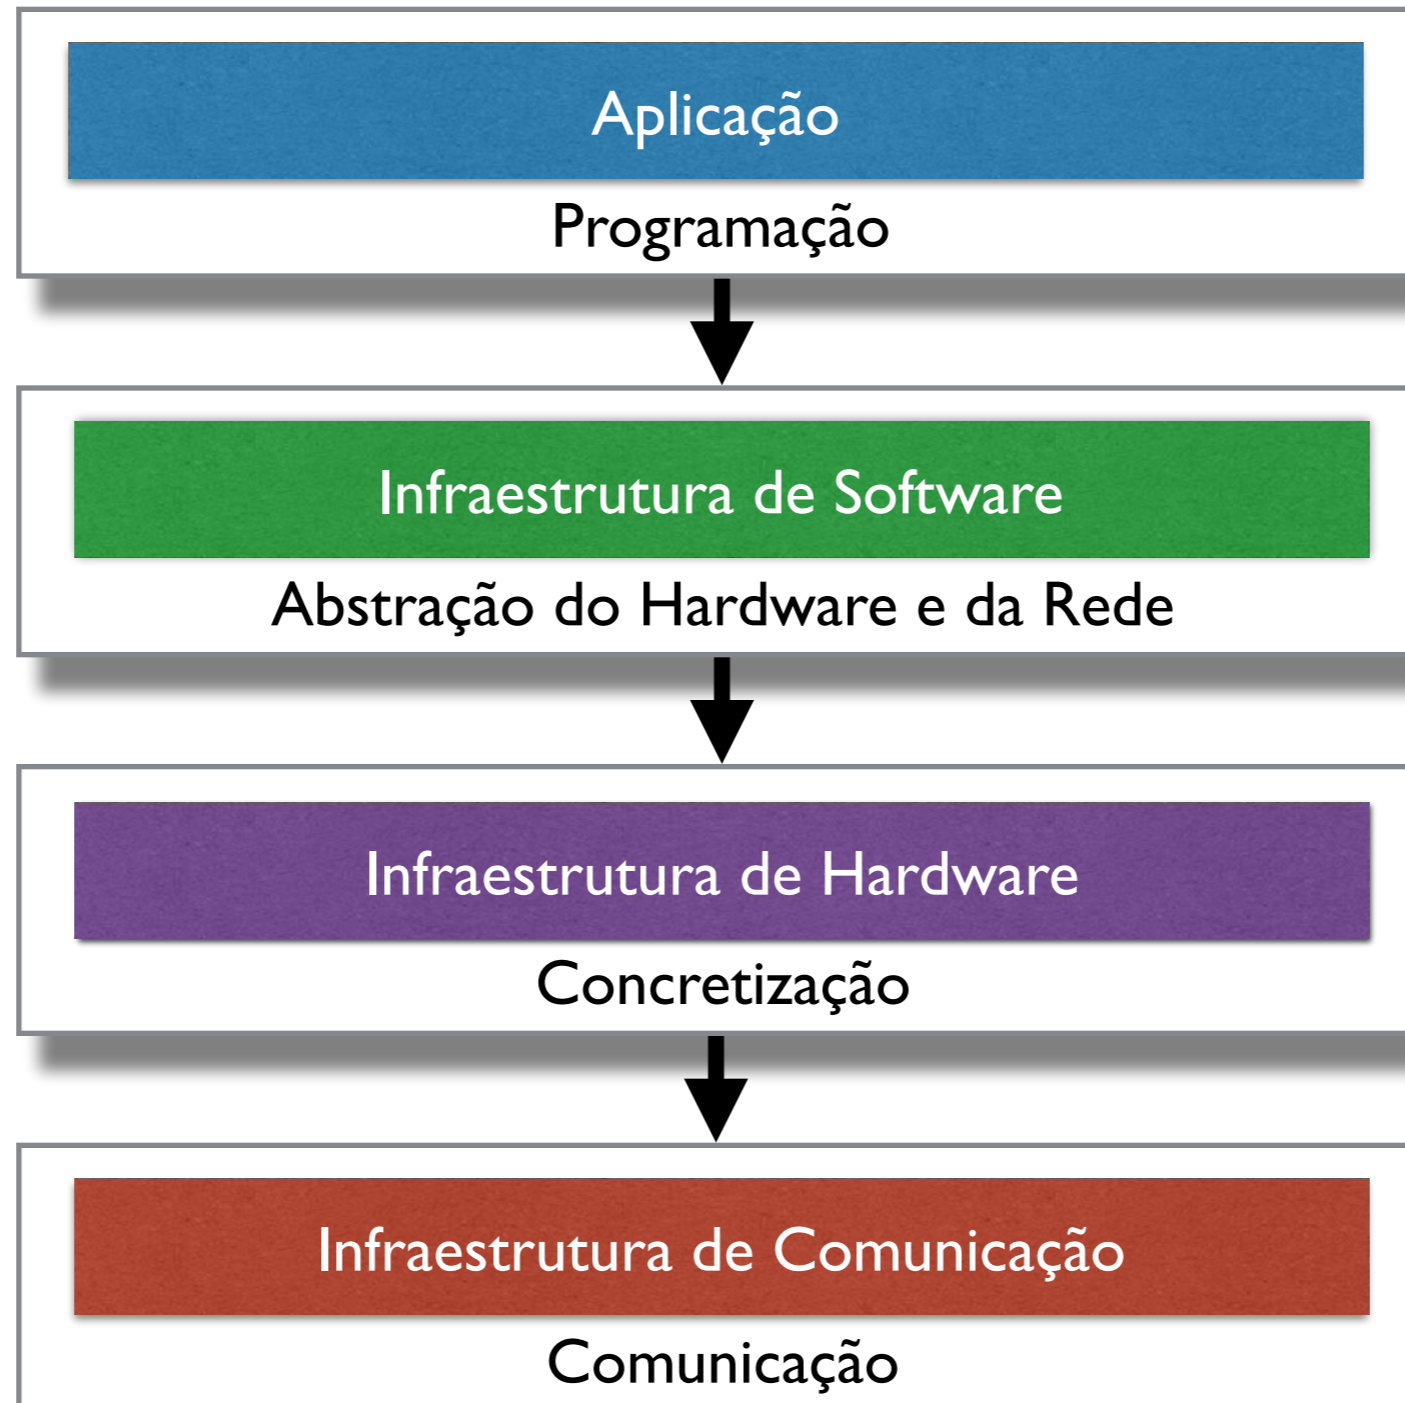 Aplicação
Programação
Infraestrutura de Software
Abstração do Hardware e da Rede
Infraestrutura de Hardware
Concretização
Infraestrutura de Comunicação
Comunicação